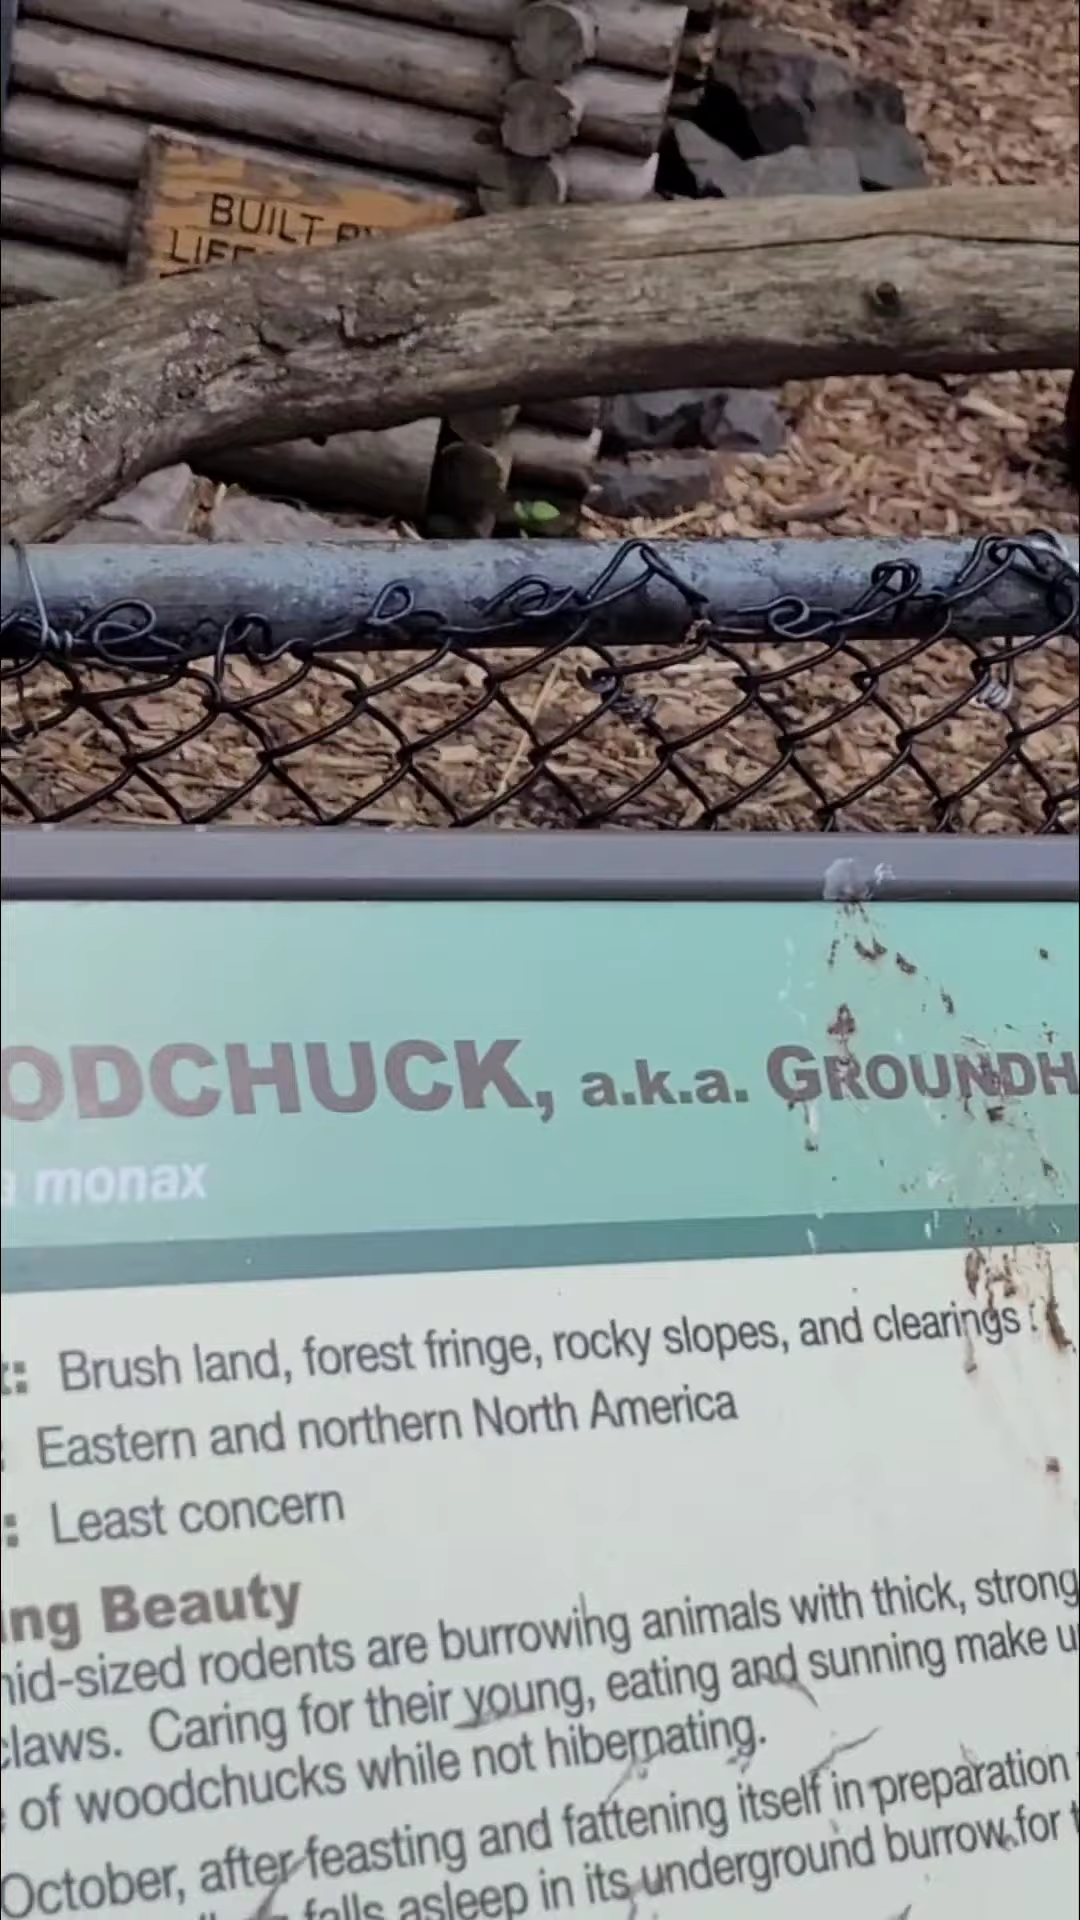 BUILT
ODCHUCK, a.k.a. GROUNDH
monax
: Brush land, forest fringe, rocky slopes, and clearings
Eastern and northern North America
: Least concern
ng Beauty
id-sized rodents are burrowing animals with thick, strong
claws. Caring for their young, eating and sunning make u
of woodchucks while not hibernating.
October, after feasting and fattening itself in preparation
falls asleep in its underground burrow for t